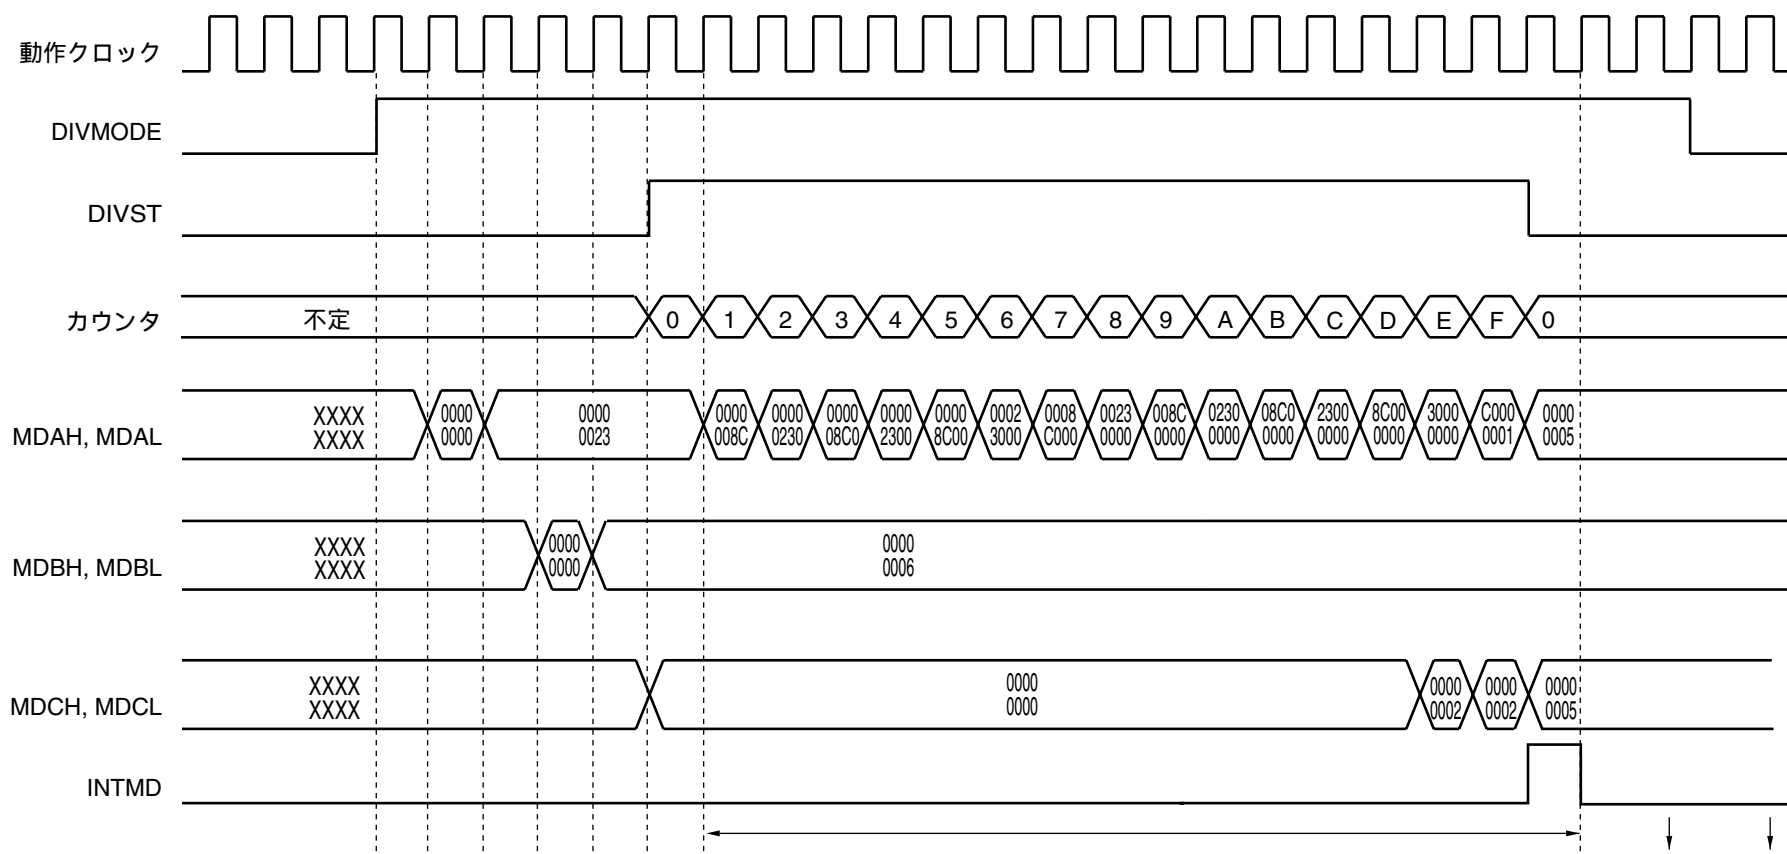 動作クロック
DIVMODE
DIVST
カウンタ 不定 0 1 2 3 4 5 6 7 8 9 A B C D E F 0
MDAH, MDAL
XXXX 0000 0000 0000 0000 0000 0000 0000 0002 0008 0023 008C 0230 08C0 2300 8C00 3000 C000 0000
XXXX 0000 0023 008C 0230 08C0 2300 8C00 3000 C000 0000 0000 0000 0000 0000 0000 0000 0001 0005
MDBH, MDBL
XXXX 0000 0000
XXXX 0000 0006
MDCH, MDCL
XXXX 0000 0000 0000 0000
XXXX 0000 0002 0002 0005
INTMD